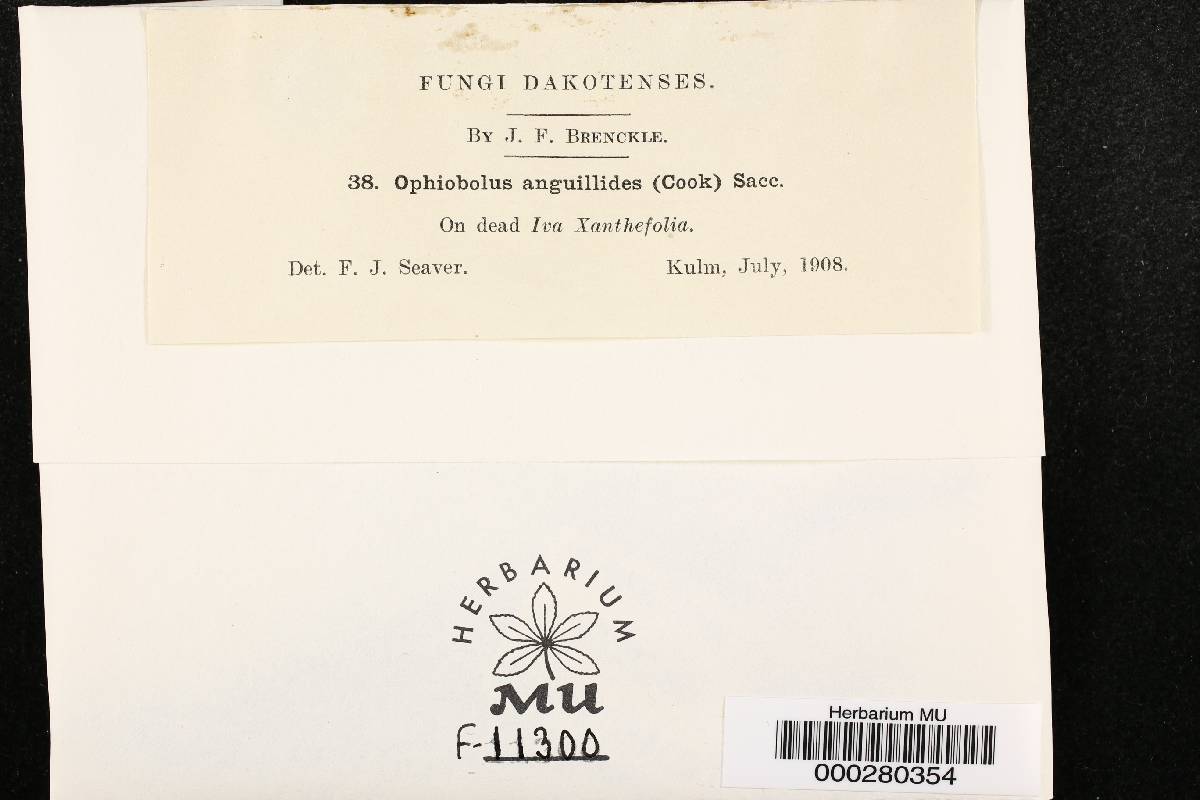 FUNGI DAKOTENSES.
By J. F. Brenckle.
38. Ophiobolus anguillides (Cook) Sacc.
On dead Iva Xanthefolia.
Det. F. J. Seaver. Kulm, July, 1908.
HERBARIUM
MU
F-11300
Herbarium MU
000280354